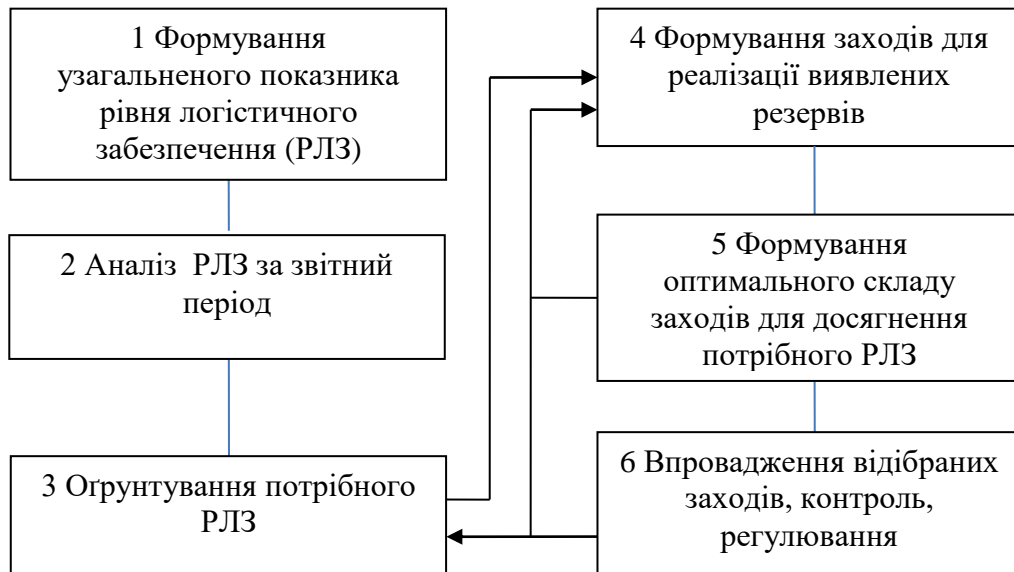 1 Формування
узагальненого показника
рівня логістичного
забезпечення (РЛЗ)
2 Аналіз РЛЗ за звітний
період
3 Оґрунтування потрібного
РЛЗ
4 Формування заходів для
реалізації виявлених
резервів
5 Формування
оптимального складу
заходів для досягнення
потрібного РЛЗ
6 Впровадження відібраних
заходів, контроль,
регулювання